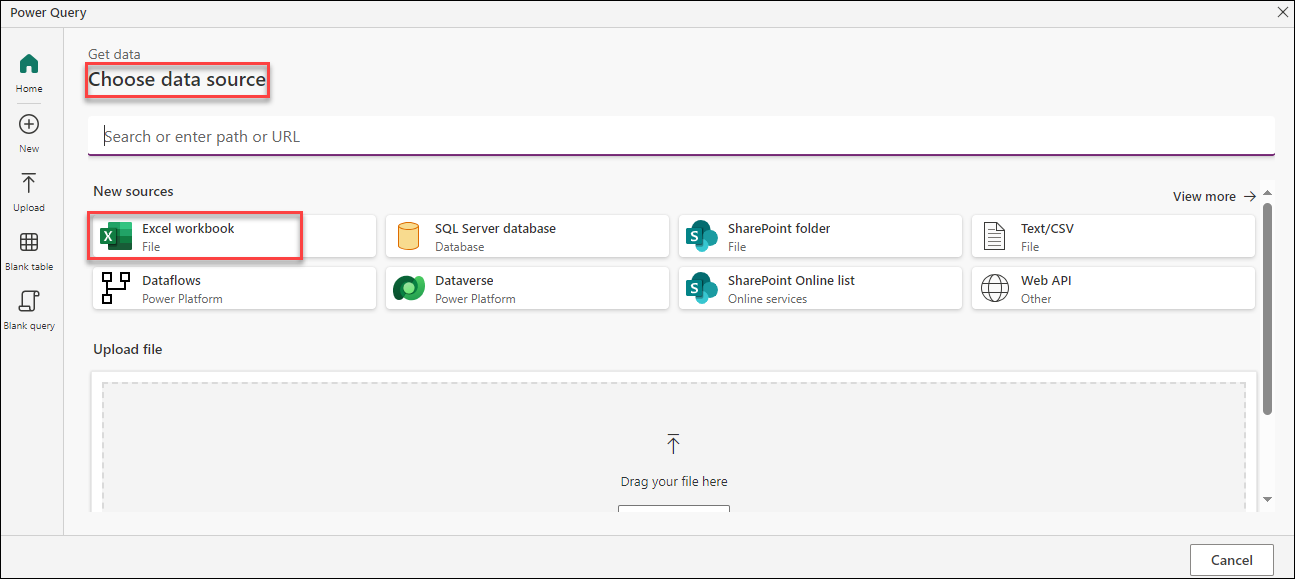 Power Query
Home
New
Upload
Blank table
Blank query
Get data
Choose data source
Search or enter path or URL
New sources
View more
Excel workbook
File
SQL Server database
Database
SharePoint folder
File
Text/CSV
File
Dataflows
Power Platform
Dataverse
Power Platform
SharePoint Online list
Online services
Web API
Other
Upload file
Drag your file here
Cancel